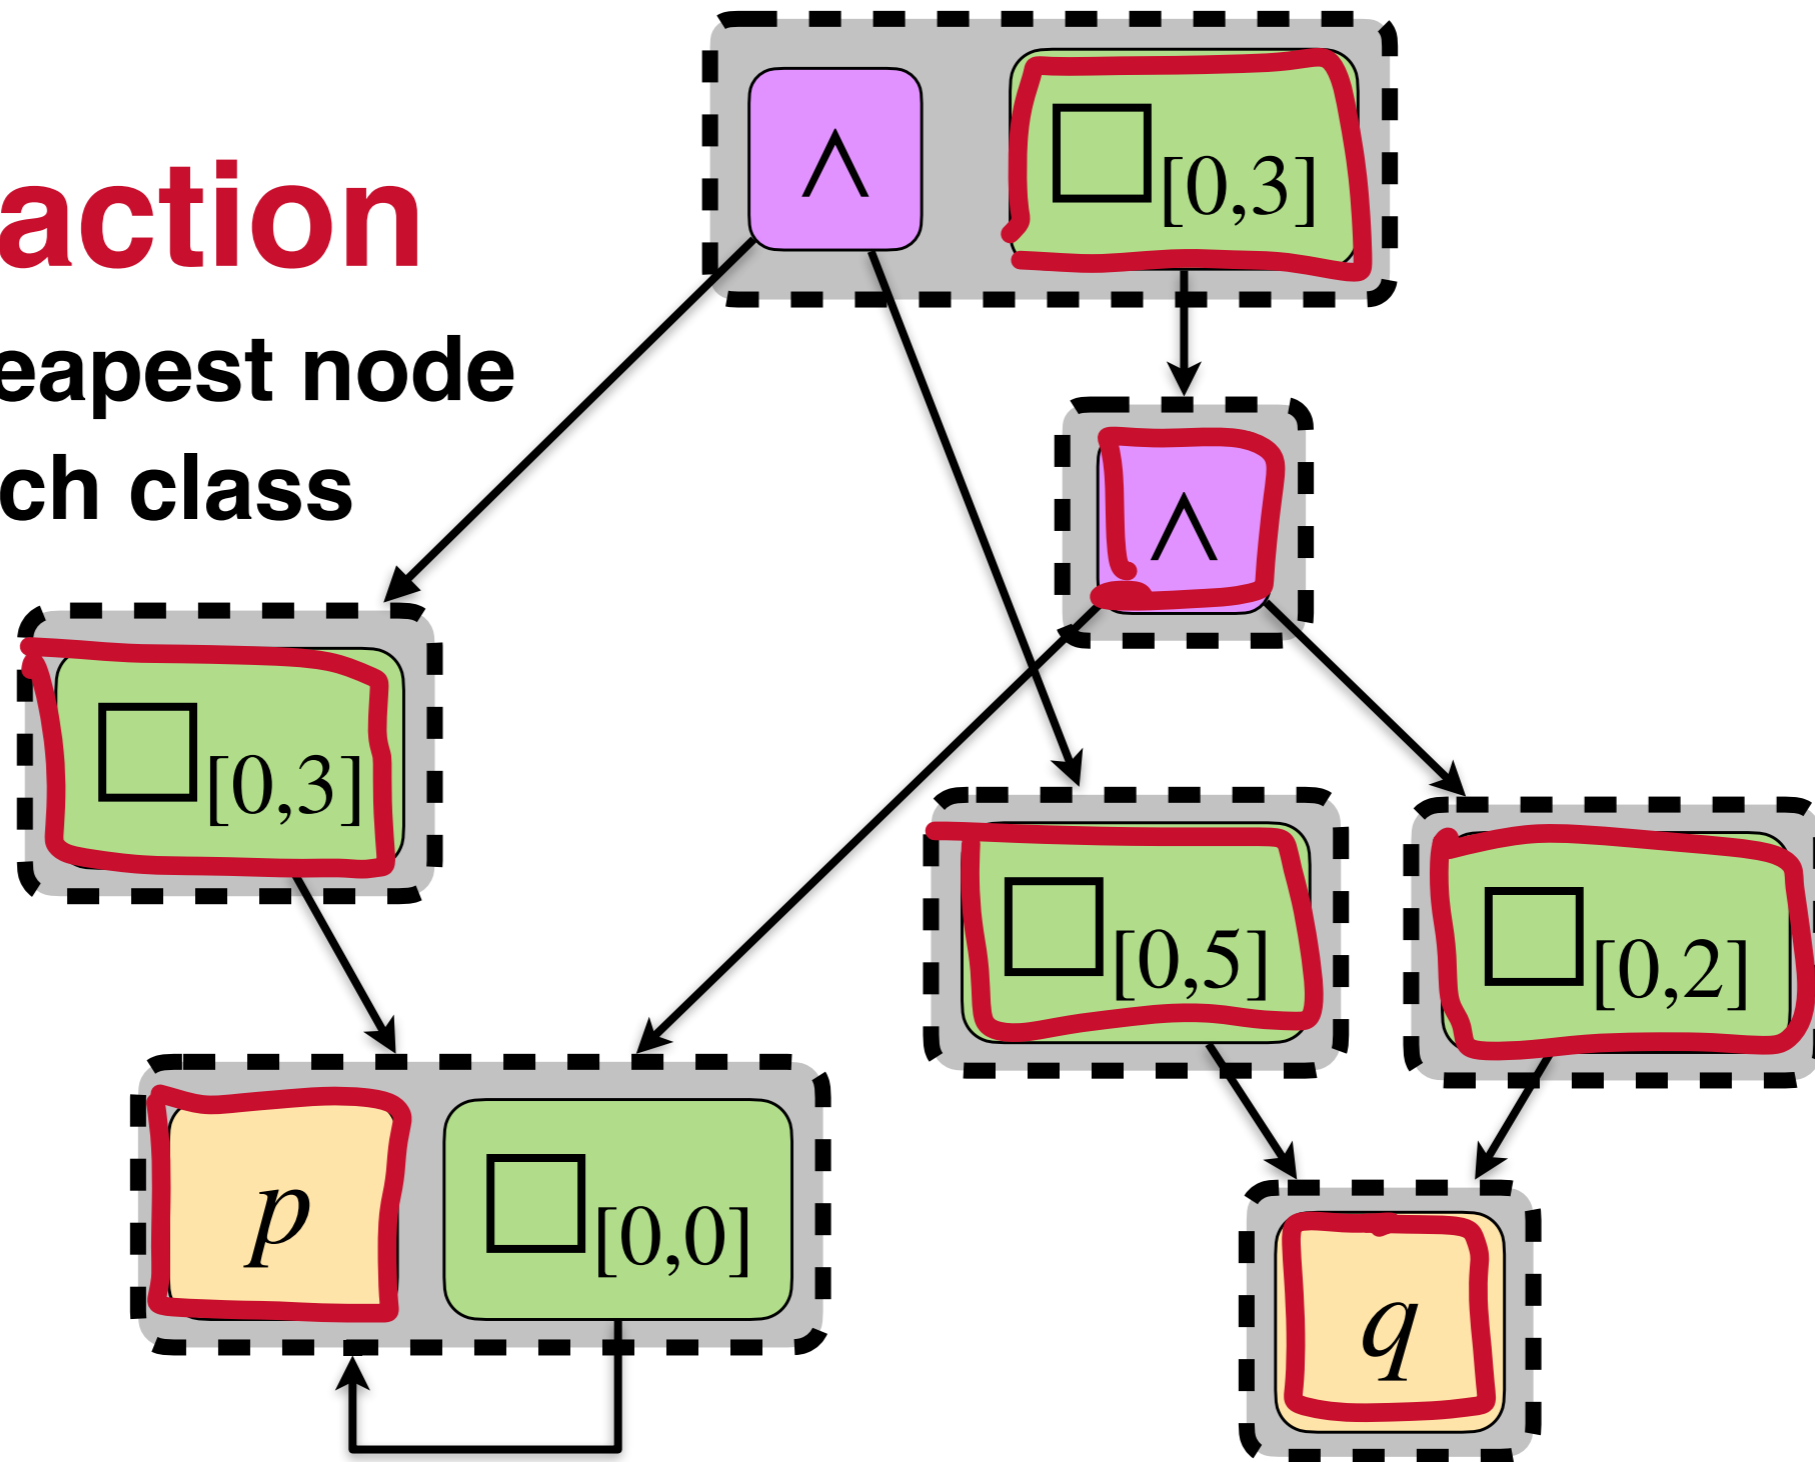 ∧ □[0,3]
action
eapest node
ch class
∧
□[0,3]
□[0,5] □[0,2]
p □[0,0]
q